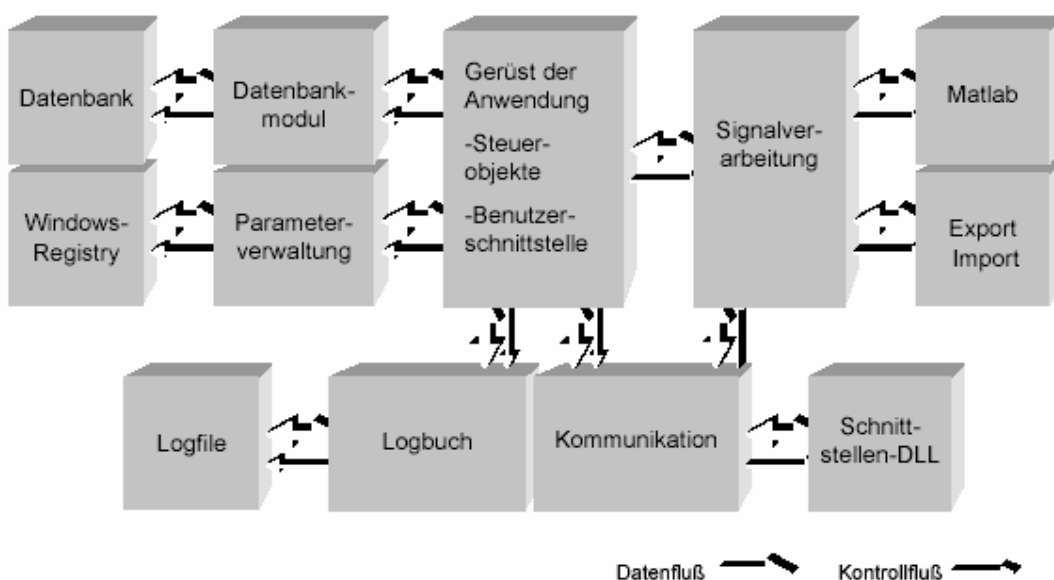 Datenbank
Datenbank-
modul
Gerüst der
Anwendung
-Steuer-
objekte
-Benutzer-
schnittstelle
Signalver-
arbeitung
Matlab
Windows-
Registry
Parameter-
verwaltung
Export
Import
Logfile
Logbuch
Kommunikation
Schnitt-
stellen-DLL
Datenfluß
Kontrollfluß